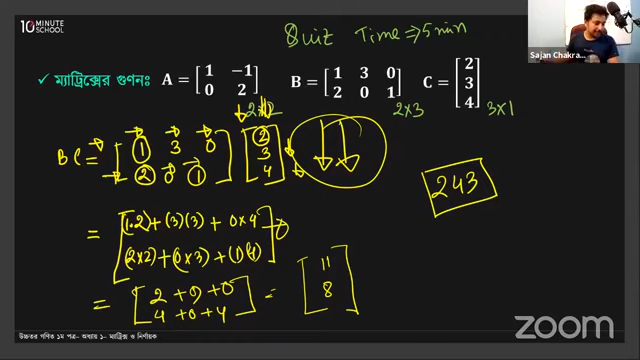 10 MINUTE SCHOOL
Quiz Time ⇒ 5 min
Sajan Chakra...
✓ ম্যাট্রিক্সের গুণনঃ A = [1 -1; 0 2] B = [1 3 0; 2 0 1] C = [2; 3; 4]
2×2 2×3 3×1
BC = [1 3 0; 2 0 1] [2; 3; 4]
243
= [(1·2)+(3)(3)+0×4; (2×2)+(0×3)+(1)(4)]
= [2+9+0; 4+0+4] = [11; 8]
উচ্চতর গণিত ১ম পত্র- অধ্যায় ১- ম্যাট্রিক্স ও নির্ণায়ক
zoom